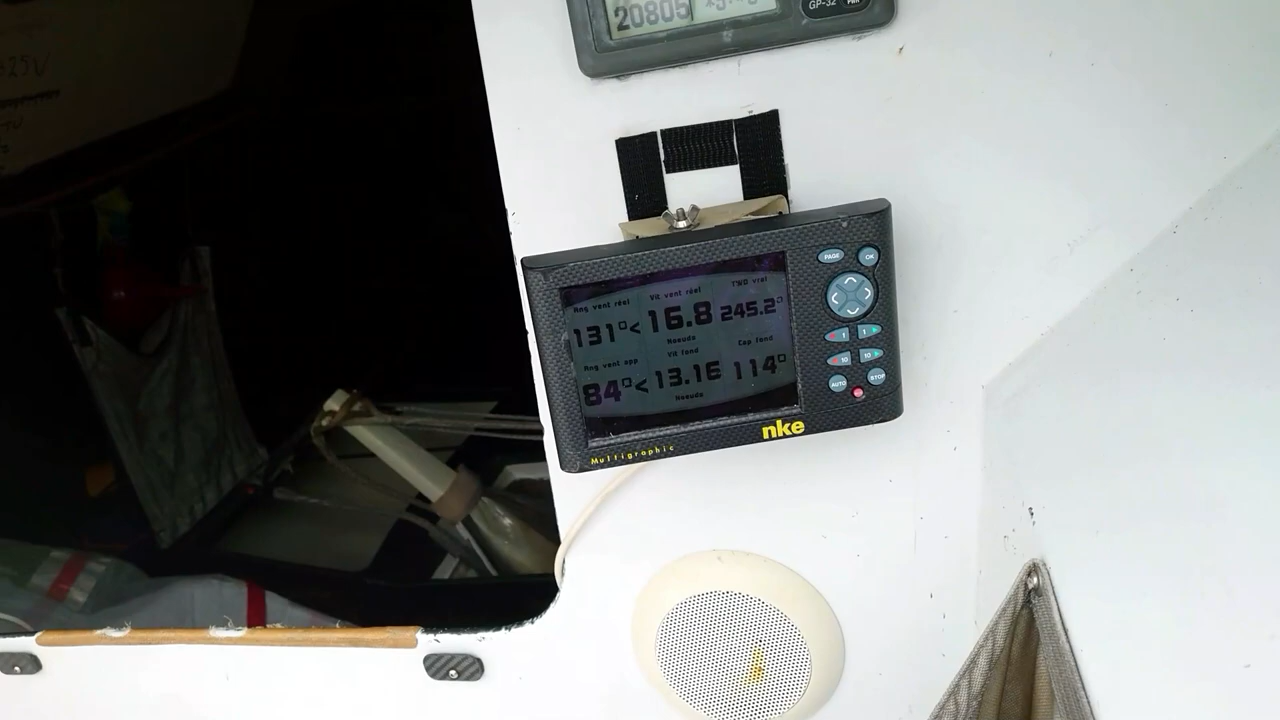 20805
GP-32
PWR
.25V
PAGE
OK
Ang vent réel
Vit vent réel
TWD vrai
131°<
16.8
245.2°
Noeuds
Ang vent app
Vit fond
Cap fond
84°<
13.16
114°
Noeuds
1
1
10
10
AUTO
STOP
nke
Multigraphic